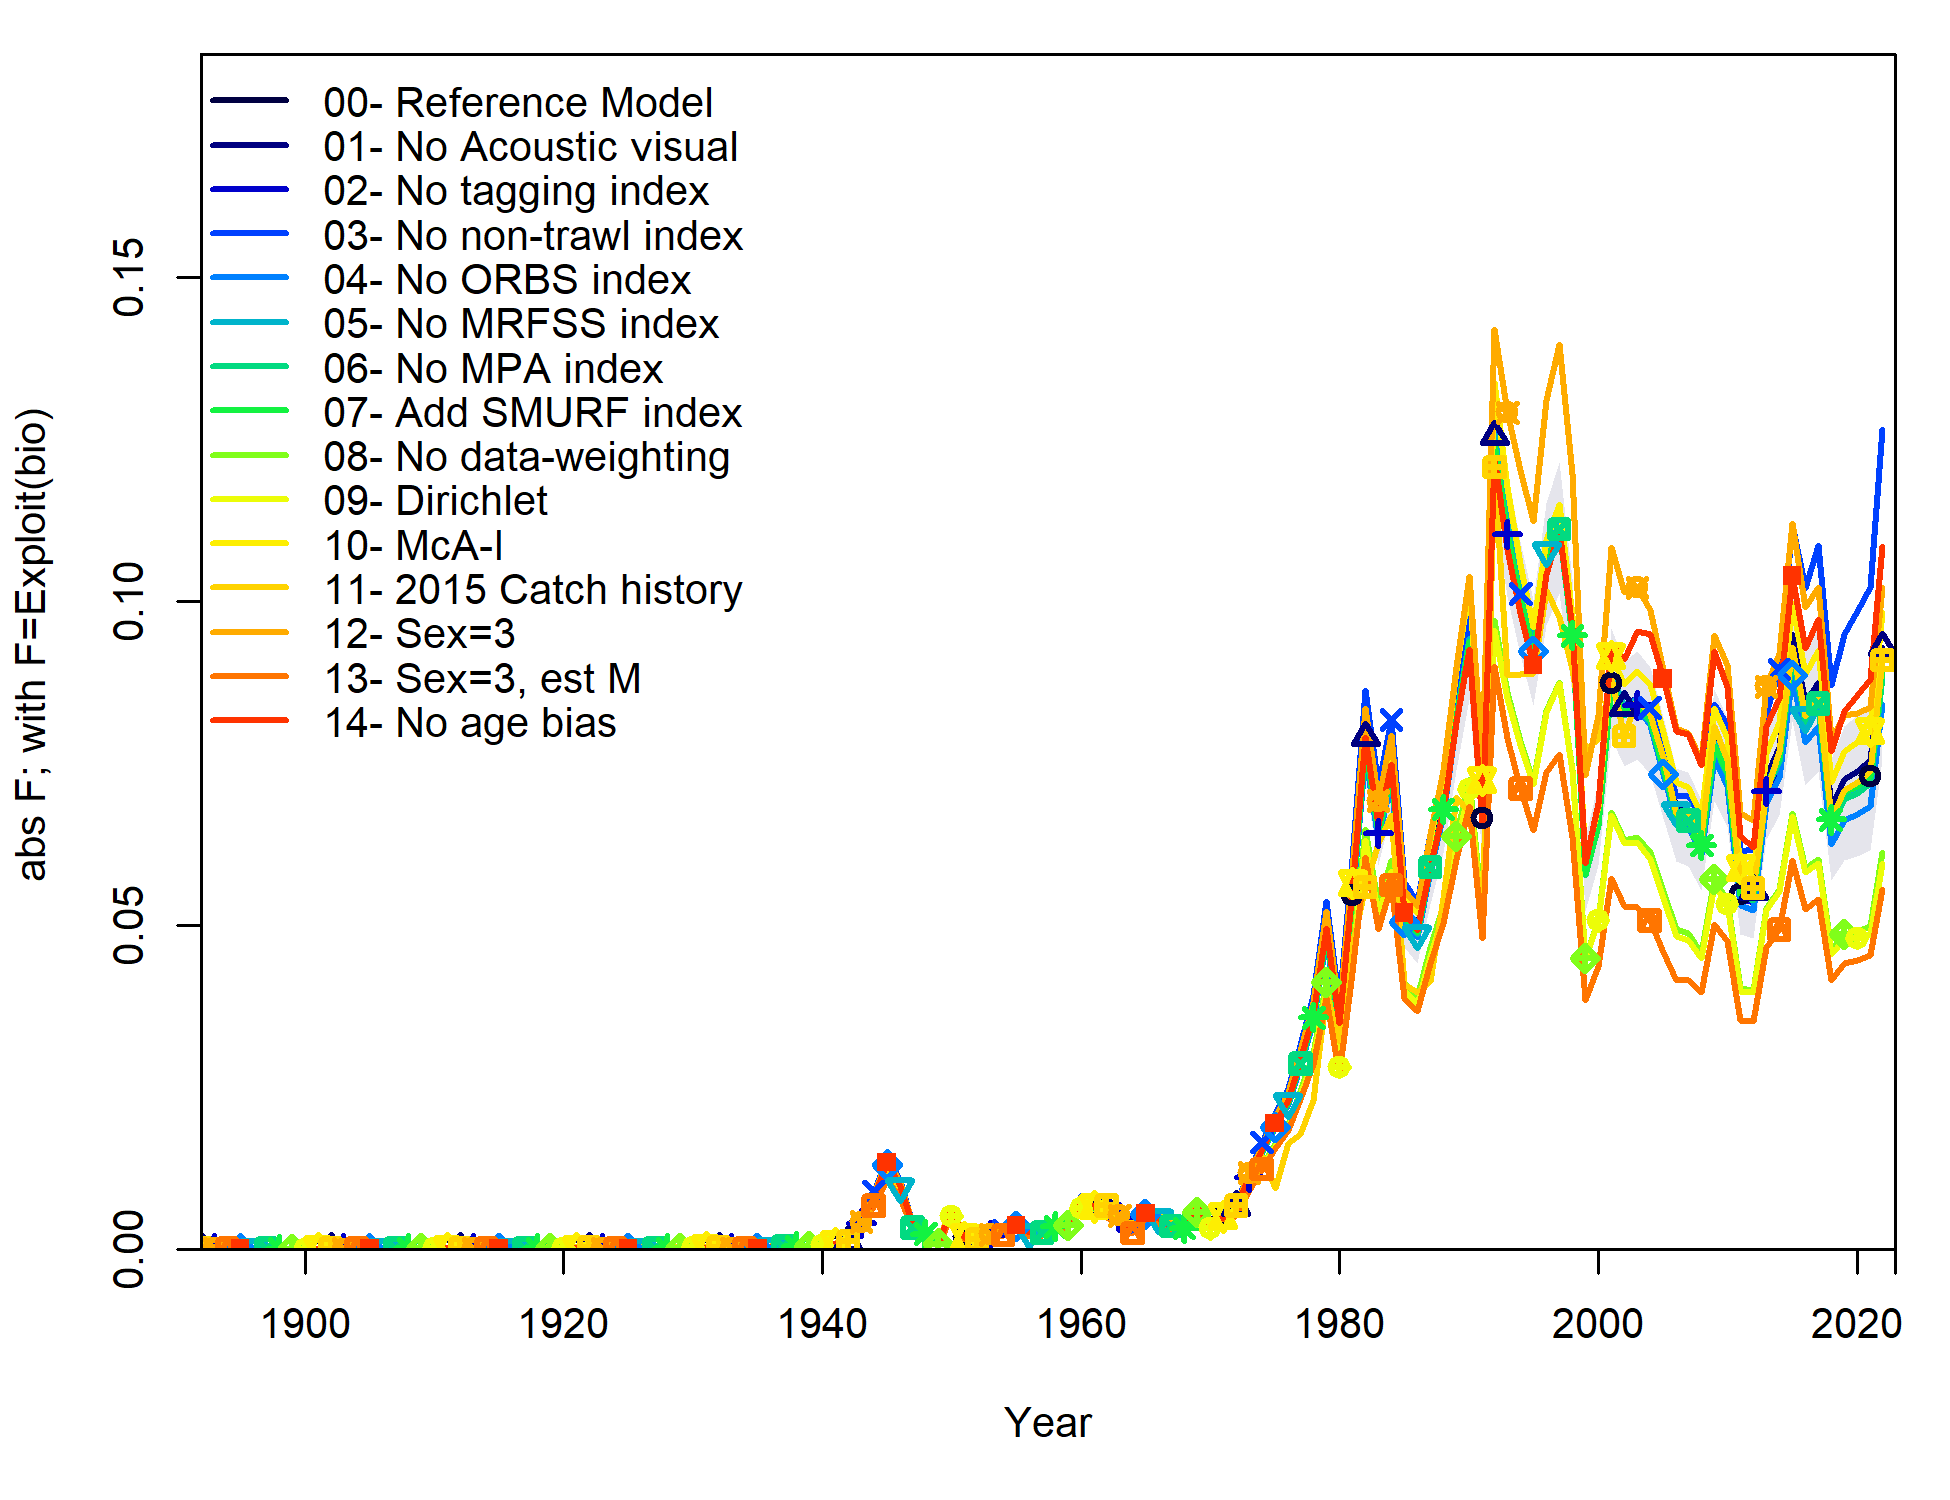 00- Reference Model
01- No Acoustic visual
02- No tagging index
03- No non-trawl index
04- No ORBS index
05- No MRFSS index
06- No MPA index
07- Add SMURF index
08- No data-weighting
09- Dirichlet
10- McA-I
11- 2015 Catch history
12- Sex=3
13- Sex=3, est M
14- No age bias
abs F; with F=Exploit(bio)
0.15
0.10
0.05
0.00
1900 1920 1940 1960 1980 2000 2020
Year